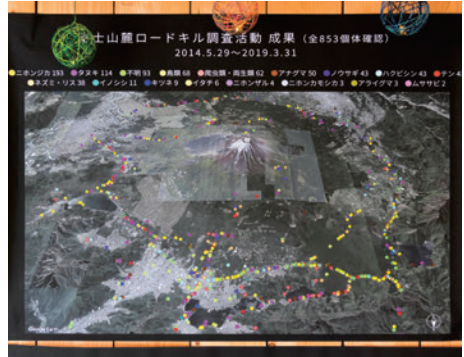 士山麓ロードキル調査活動 成果（全853個体確認）
2014.5.29〜2019.3.31
ニホンジカ 193 タヌキ 114 不明 93 鳥類 68 爬虫類・両生類 62 アナグマ 50 ノウサギ 43 ハクビシン 43 テン 4
ネズミ・リス 38 イノシシ 11 キツネ 9 イタチ 6 ニホンザル 4 ニホンカモシカ 3 アライグマ 3 ムササビ 2